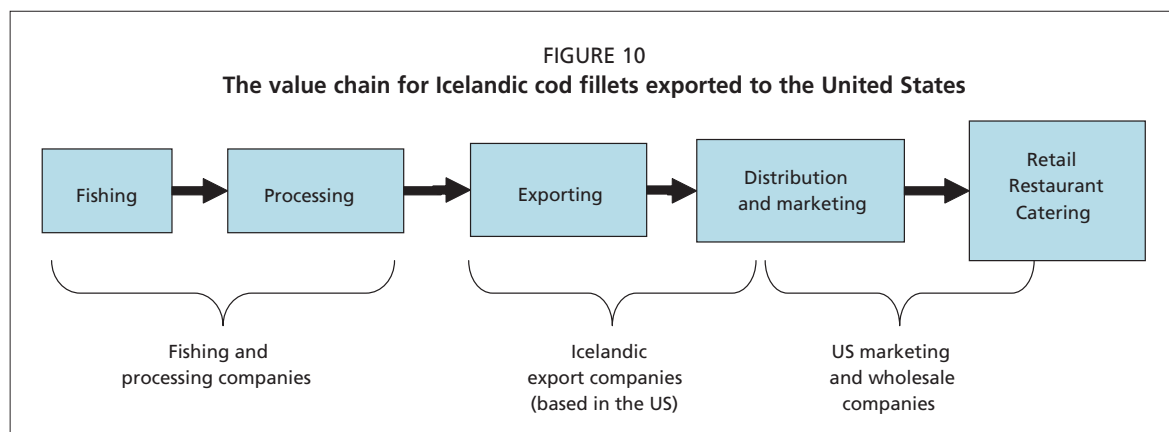 FIGURE 10
The value chain for Icelandic cod fillets exported to the United States
Fishing
Processing
Exporting
Distribution
and marketing
Retail
Restaurant
Catering
Fishing and
processing companies
Icelandic
export companies
(based in the US)
US marketing
and wholesale
companies